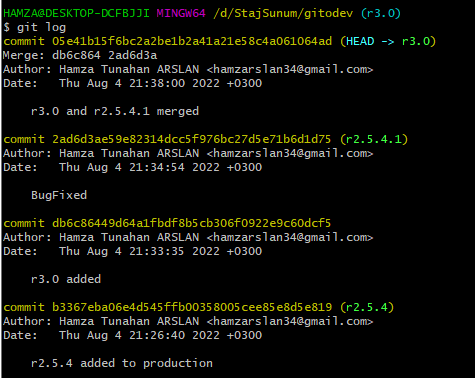 HAMZA@DESKTOP-DCFBJJI MINGW64 /d/StajSunum/gitodev (r3.0)
$ git log
commit 05e41b15f6bc2a2be1b2a41a21e58c4a061064ad (HEAD -> r3.0)
Merge: db6c864 2ad6d3a
Author: Hamza Tunahan ARSLAN <hamzarslan34@gmail.com>
Date:   Thu Aug 4 21:38:00 2022 +0300
    r3.0 and r2.5.4.1 merged
commit 2ad6d3ae59e82314dcc5f976bc27d5e71b6d1d75 (r2.5.4.1)
Author: Hamza Tunahan ARSLAN <hamzarslan34@gmail.com>
Date:   Thu Aug 4 21:34:54 2022 +0300
    BugFixed
commit db6c86449d64a1fbdf8b5cb306f0922e9c60dcf5
Author: Hamza Tunahan ARSLAN <hamzarslan34@gmail.com>
Date:   Thu Aug 4 21:33:35 2022 +0300
    r3.0 added
commit b3367eba06e4d545ffb00358005cee85e8d5e819 (r2.5.4)
Author: Hamza Tunahan ARSLAN <hamzarslan34@gmail.com>
Date:   Thu Aug 4 21:26:40 2022 +0300
    r2.5.4 added to production